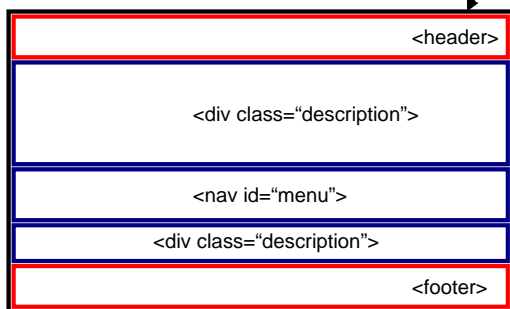 <header>
<div class=“description”>
<nav id=“menu”>
<div class=“description”>
<footer>